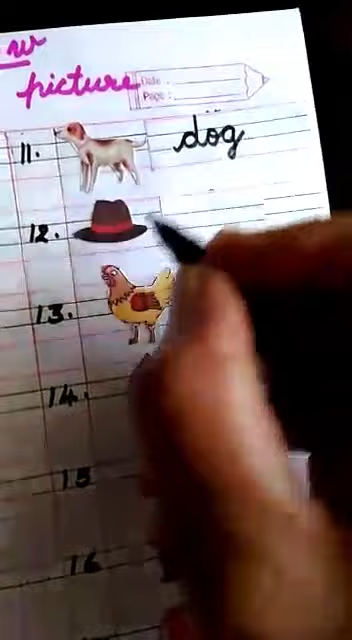 w
picture
Date :
Page :
11. dog
12.
13.
14.
15
16